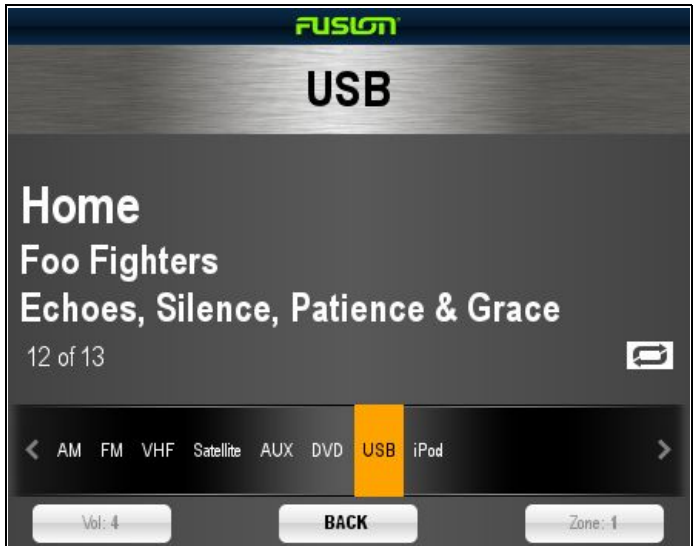 FUSION
USB
Home
Foo Fighters
Echoes, Silence, Patience & Grace
12 of 13
AM FM VHF Satellite AUX DVD USB iPod
Vol: 4 BACK Zone: 1